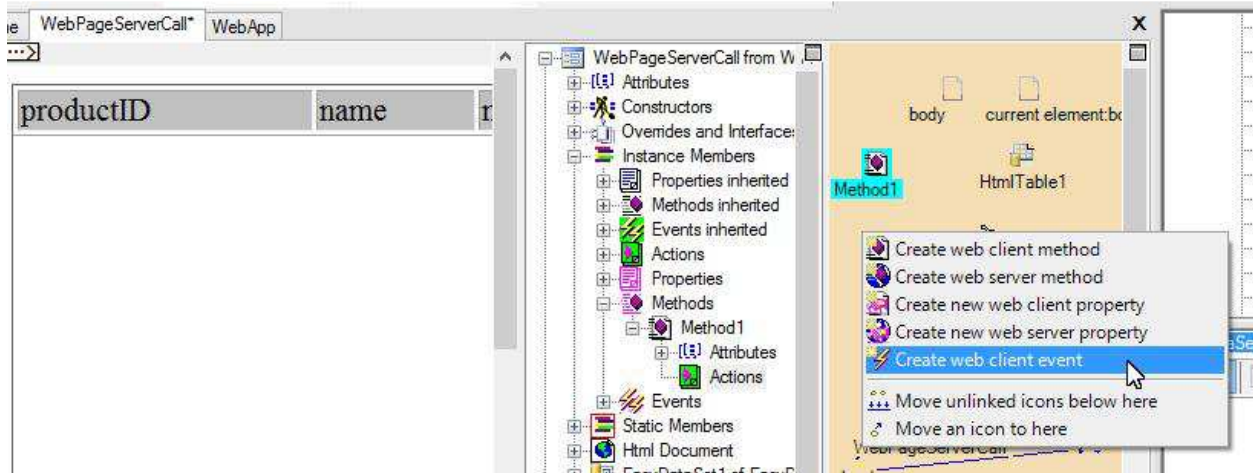 WebPageServerCall* WebApp
X
productID name
WebPageServerCall from W
Attributes
Constructors
Overrides and Interfaces
Instance Members
Properties inherited
Methods inherited
Events inherited
Actions
Properties
Methods
Method1
Attributes
Actions
Events
Static Members
Html Document
body
current element:bo
Method1
HtmlTable1
Create web client method
Create web server method
Create new web client property
Create new web server property
Create web client event
Move unlinked icons below here
Move an icon to here
WebPageServerCall